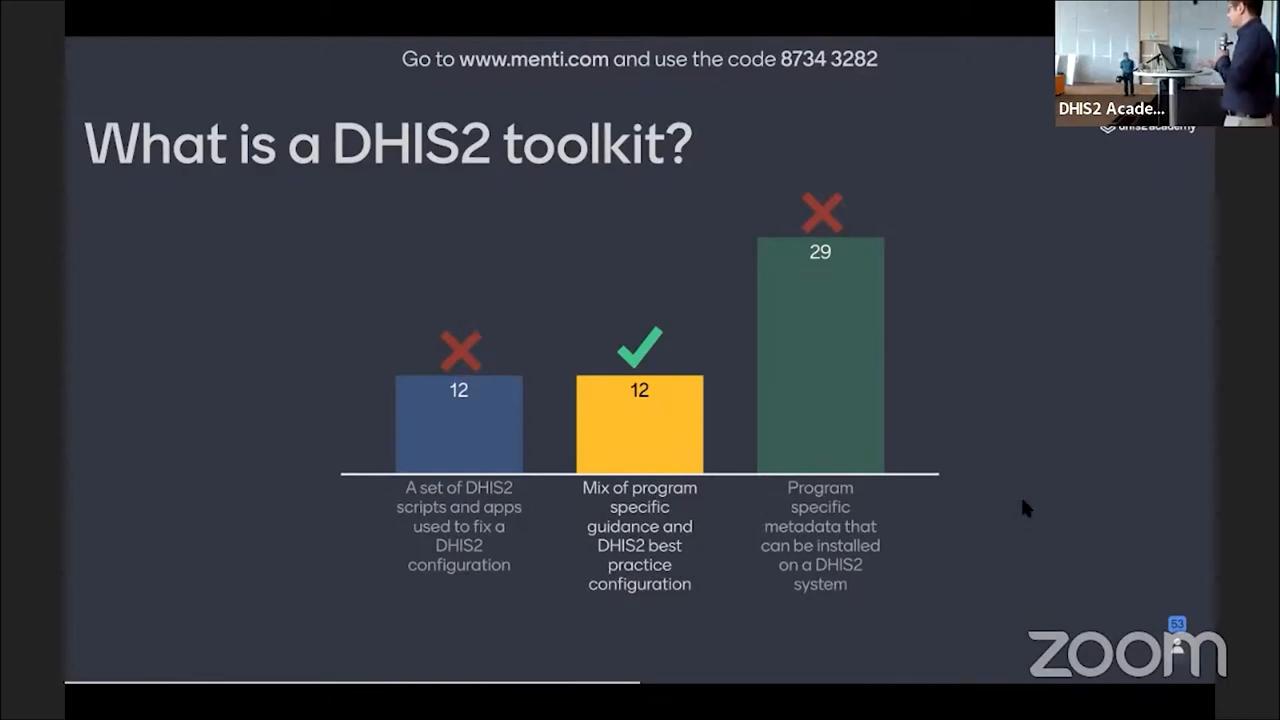 Go to www.menti.com and use the code 8734 3282
DHIS2 Acade...
dhis2academy
What is a DHIS2 toolkit?
12
12
29
A set of DHIS2
scripts and apps
used to fix a
DHIS2
configuration
Mix of program
specific
guidance and
DHIS2 best
practice
configuration
Program
specific
metadata that
can be installed
on a DHIS2
system
53
zoom